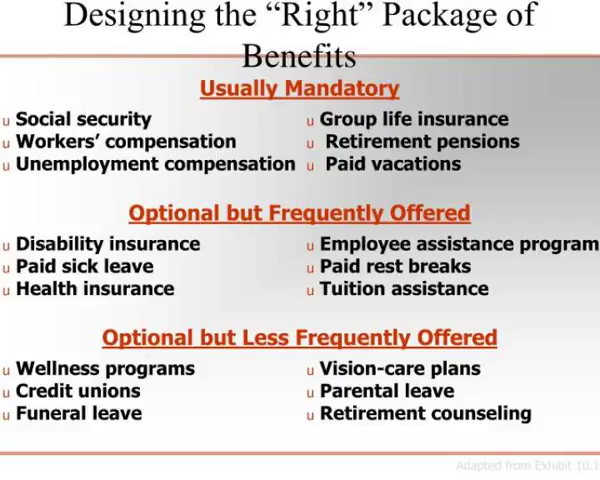 Designing the “Right” Package of
Benefits
Usually Mandatory
u Social security
u Workers’ compensation
u Unemployment compensation
u Group life insurance
u Retirement pensions
u Paid vacations
Optional but Frequently Offered
u Disability insurance
u Paid sick leave
u Health insurance
u Employee assistance program
u Paid rest breaks
u Tuition assistance
Optional but Less Frequently Offered
u Wellness programs
u Credit unions
u Funeral leave
u Vision-care plans
u Parental leave
u Retirement counseling
Adapted from Exhibit 10.1